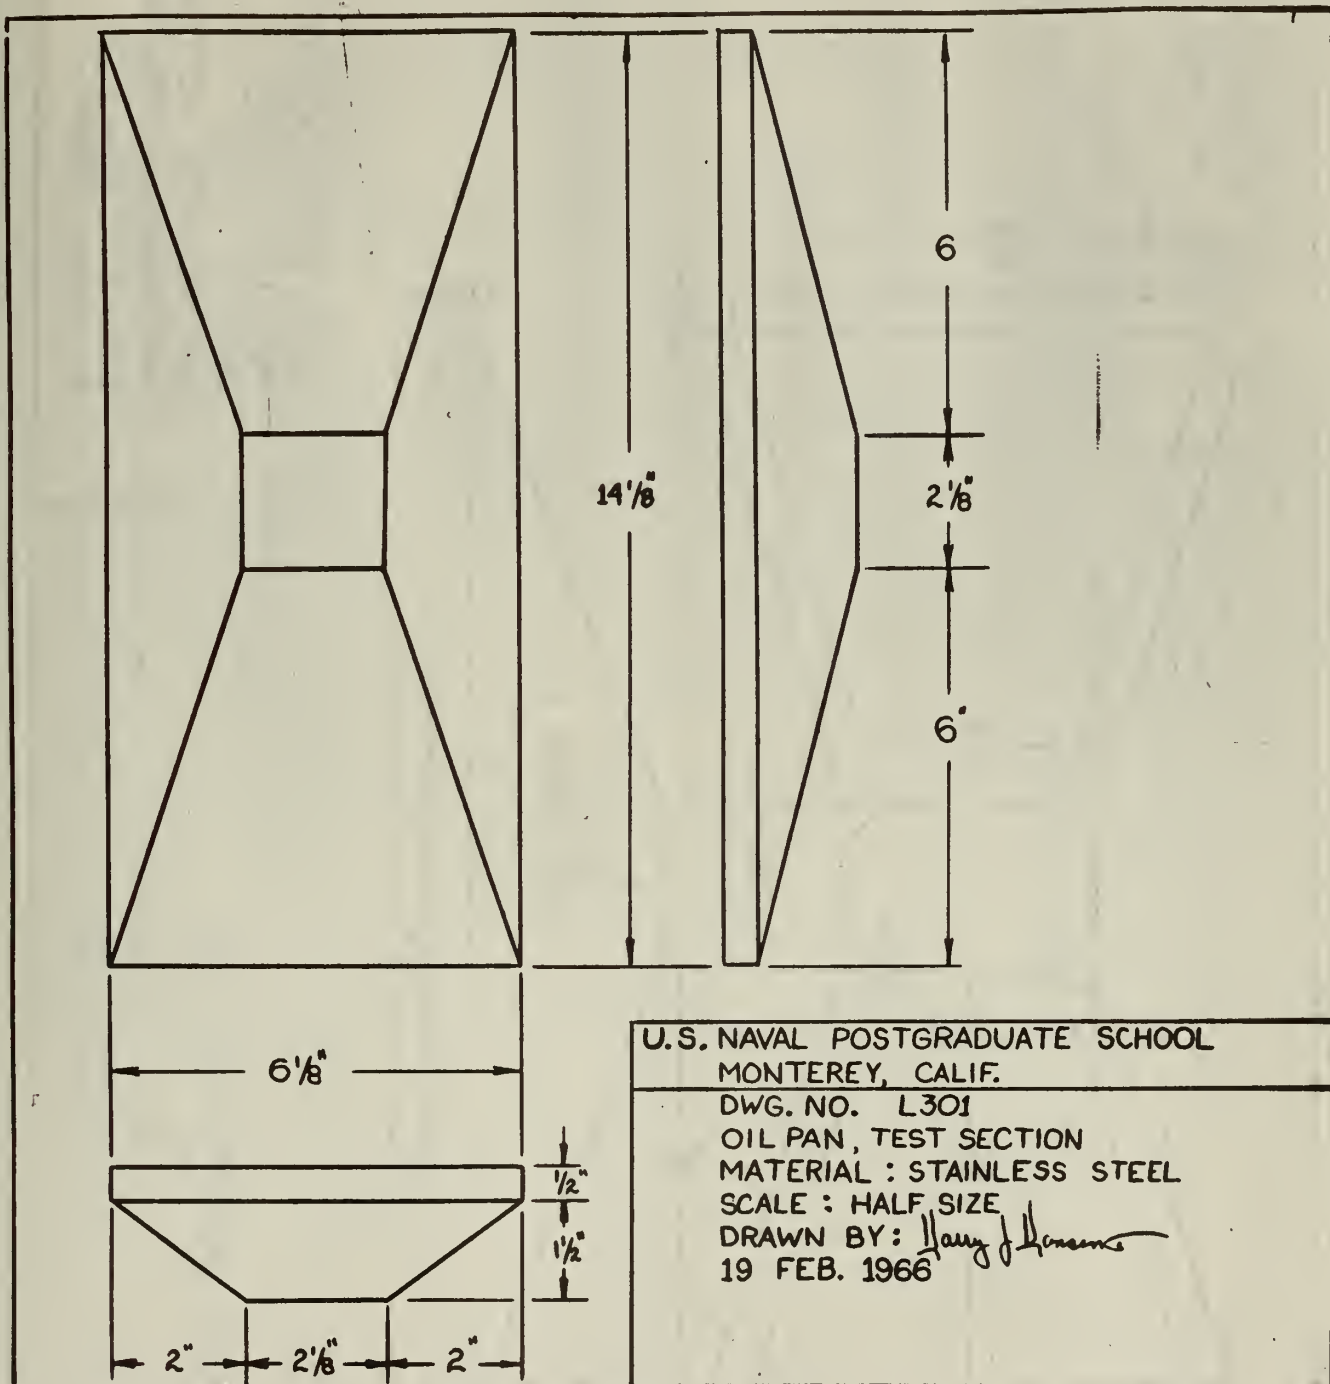 6
14 1/8"
2 1/8"
6"
6 1/8"
1/2"
1 1/2"
2" 2 1/8" 2"
U.S. NAVAL POSTGRADUATE SCHOOL
MONTEREY, CALIF.
DWG. NO. L301
OIL PAN, TEST SECTION
MATERIAL : STAINLESS STEEL
SCALE : HALF SIZE
DRAWN BY: Harry J
19 FEB. 1966